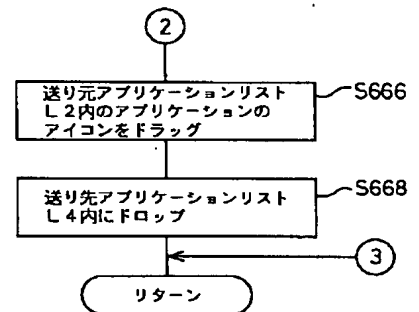 2
送り元アプリケーションリスト
L2内のアプリケーションの
アイコンをドラッグ
S666
送り先アプリケーションリスト
L4内にドロップ
S668
3
リターン